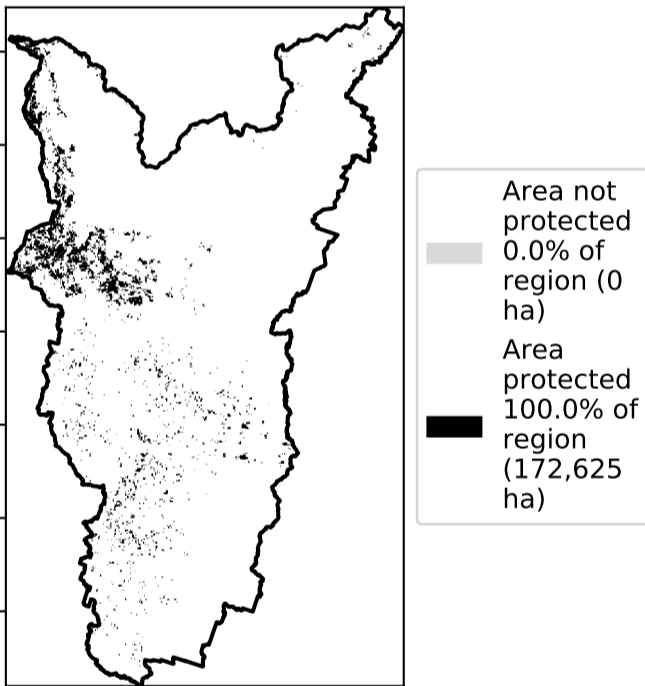 Area not
protected
0.0% of
region (0
ha)
Area
protected
100.0% of
region
(172,625
ha)